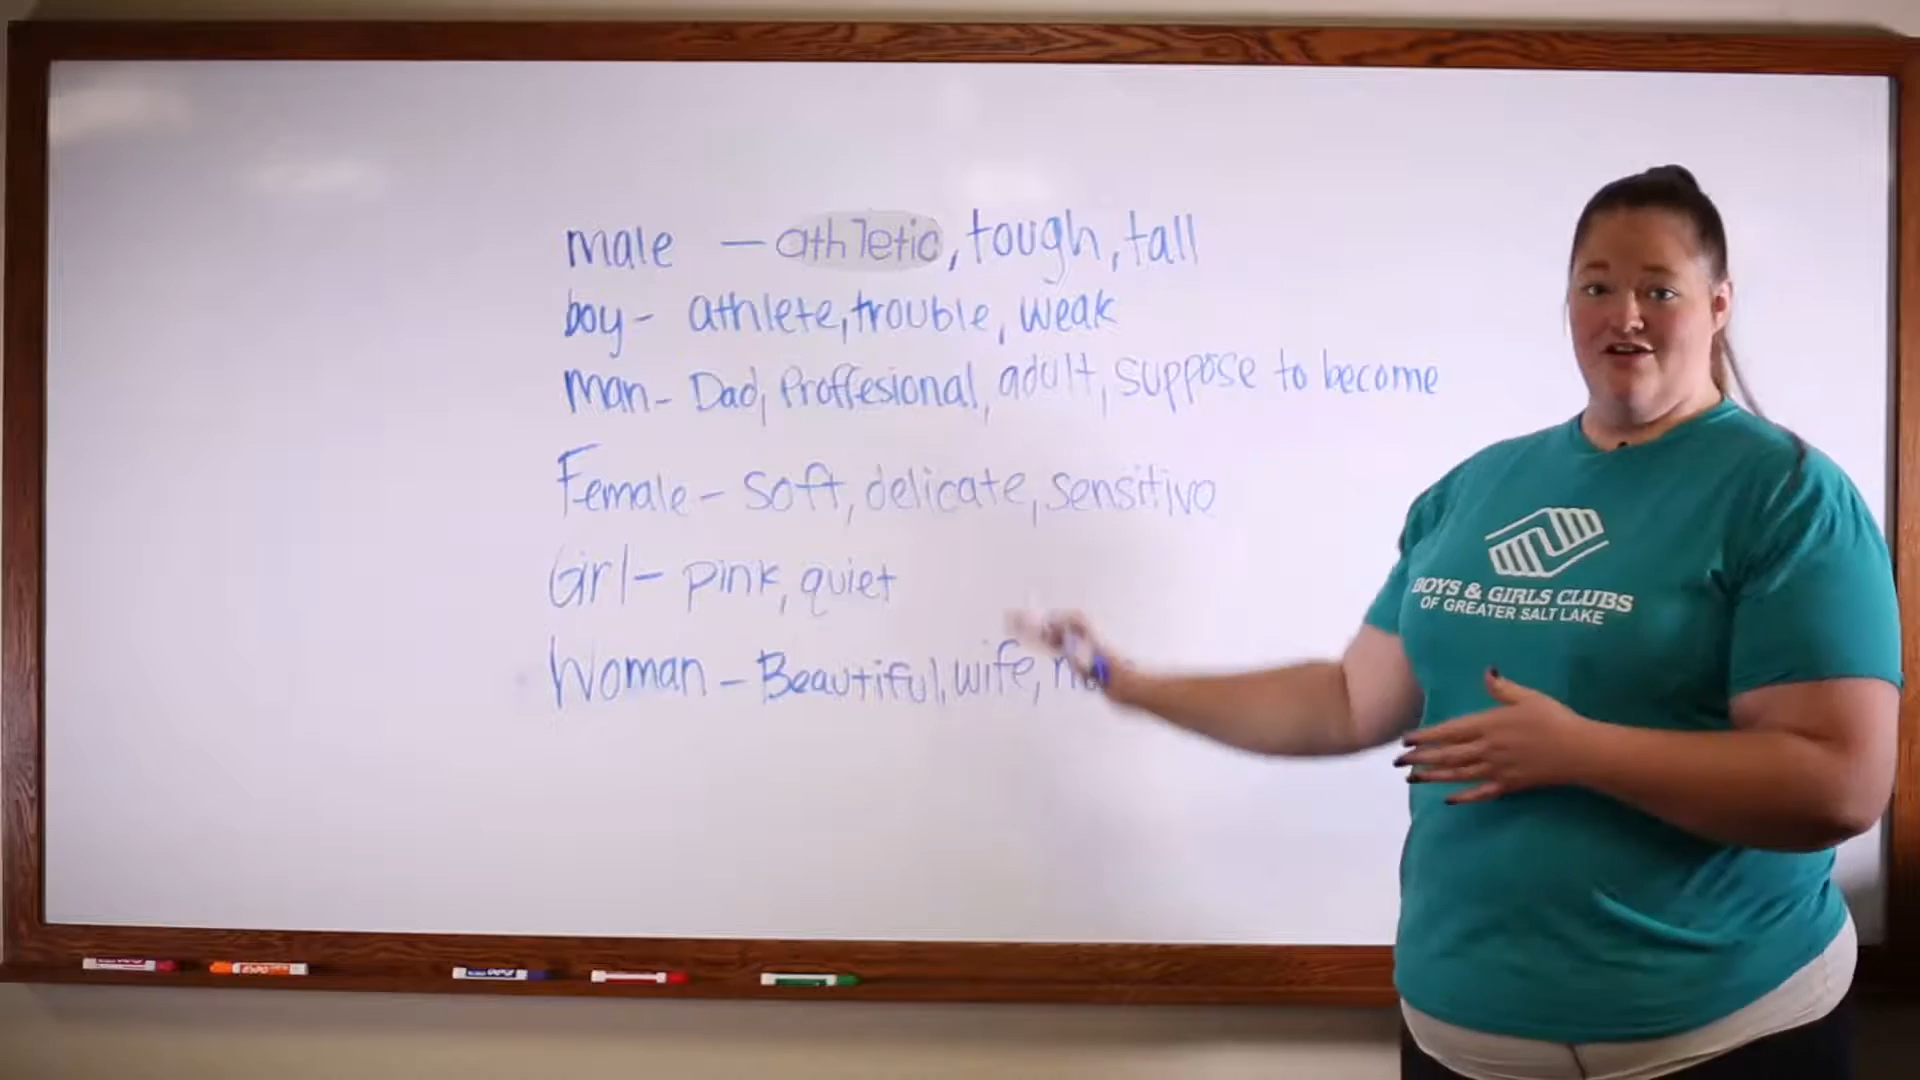 male – athletic, tough, tall
boy- athlete, trouble, weak
Man- Dad, Proffesional, adult, suppose to become
Female – soft, delicate, sensitive
Girl – pink, quiet
Woman – Beautiful, wife,
BOYS & GIRLS CLUBS
OF GREATER SALT LAKE